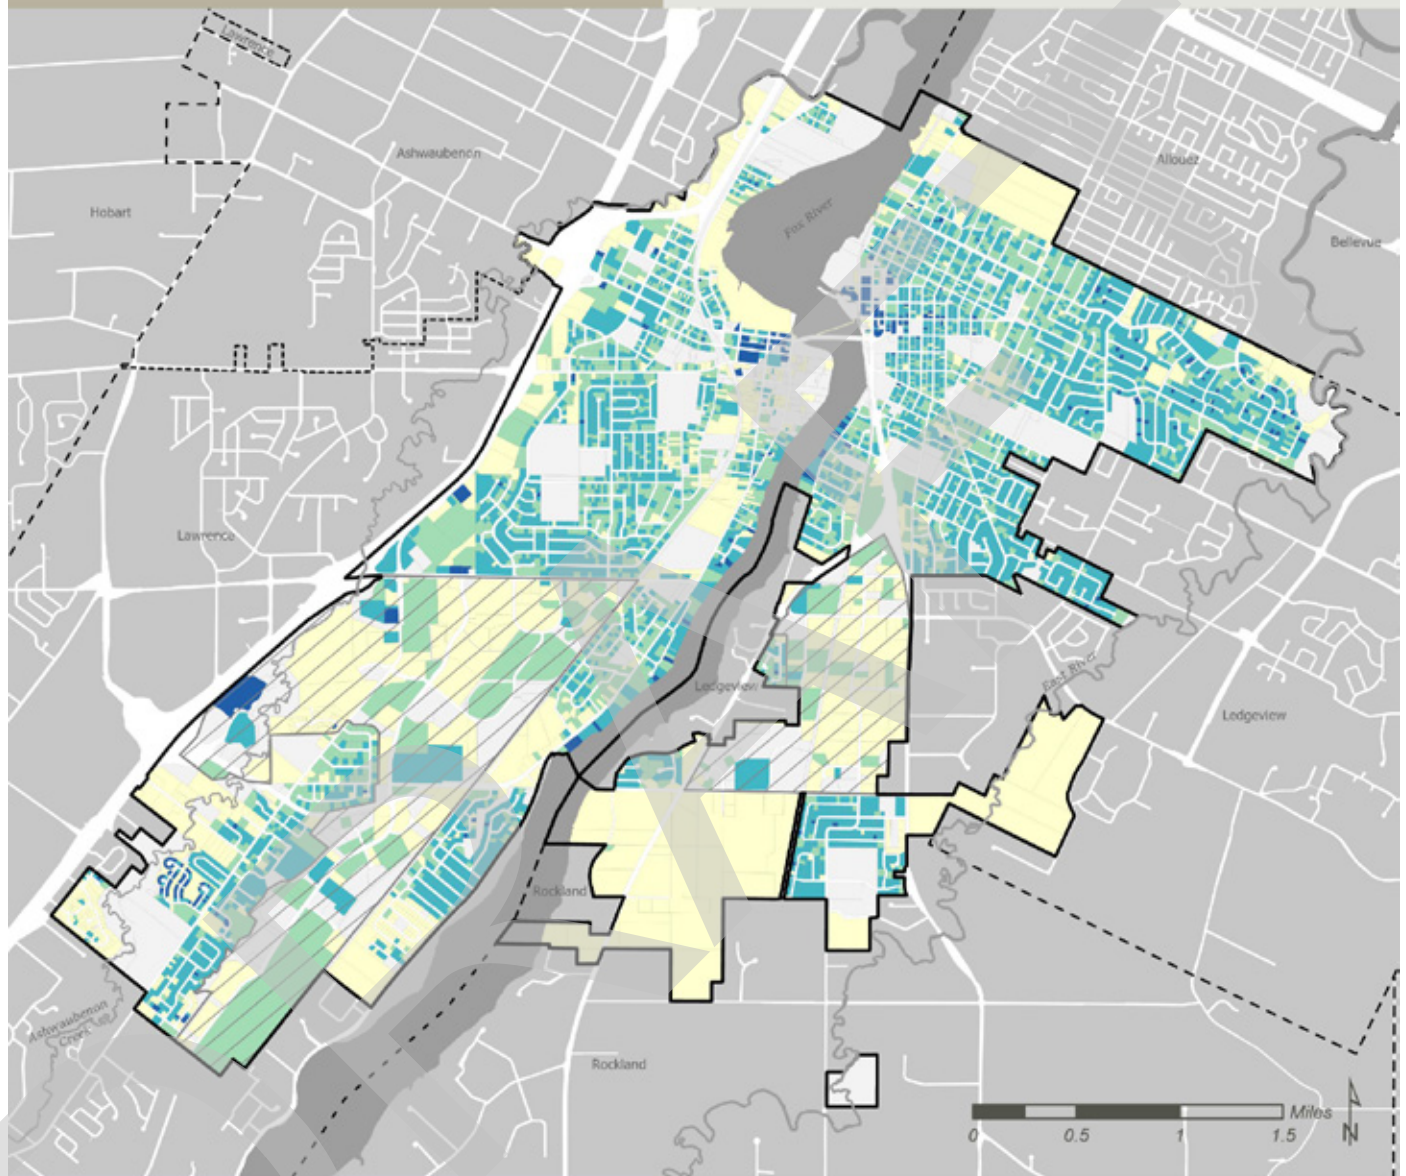 Lawrence
Ashwaubenon
Allouez
Hobart
Fox River
Bellevue
Lawrence
East River
Ledgeview
Ledgeview
Rockland
Ashwaubenon
Creek
Rockland
Miles
0 0.5 1 1.5
N